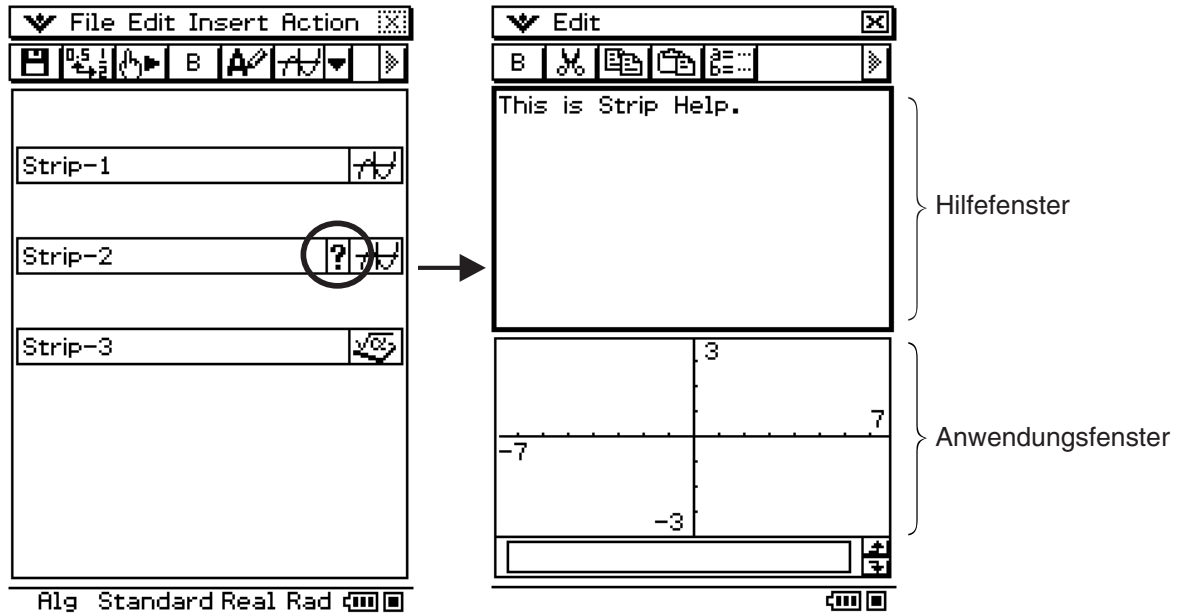 File Edit Insert Action
B
Strip-1
Strip-2 ?
Strip-3
Alg Standard Real Rad
Edit
B
This is Strip Help.
Hilfefenster
3
7
-7
-3
Anwendungsfenster